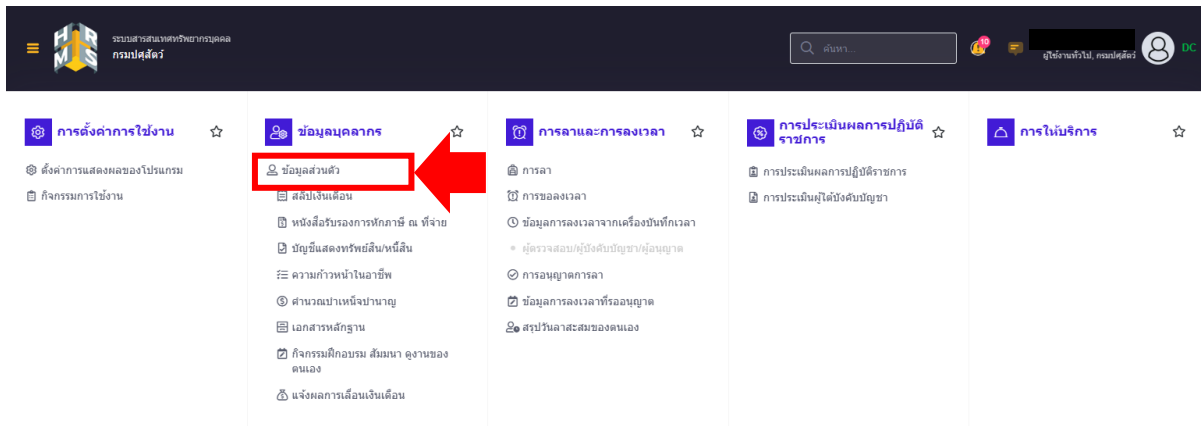 HRMS
ระบบสารสนเทศทรัพยากรบุคคล
กรมปศุสัตว์
ค้นหา...
10
ผู้ใช้งานทั่วไป, กรมปศุสัตว์
DC
การตั้งค่าการใช้งาน
ตั้งค่าการแสดงผลของโปรแกรม
กิจกรรมการใช้งาน
ข้อมูลบุคลากร
ข้อมูลส่วนตัว
สลิปเงินเดือน
หนังสือรับรองการหักภาษี ณ ที่จ่าย
บัญชีแสดงทรัพย์สิน/หนี้สิน
ความก้าวหน้าในอาชีพ
คำนวณบำเหน็จบำนาญ
เอกสารหลักฐาน
กิจกรรมฝึกอบรม สัมมนา ดูงานของ
ตนเอง
แจ้งผลการเลื่อนเงินเดือน
การลาและการลงเวลา
การลา
การขอลงเวลา
ข้อมูลการลงเวลาจากเครื่องบันทึกเวลา
ผู้ตรวจสอบ/ผู้บังคับบัญชา/ผู้อนุญาต
การอนุญาตการลา
ข้อมูลการลงเวลาที่รออนุญาต
สรุปวันลาสะสมของตนเอง
การประเมินผลการปฏิบัติ
ราชการ
การประเมินผลการปฏิบัติราชการ
การประเมินผู้ใต้บังคับบัญชา
การให้บริการ